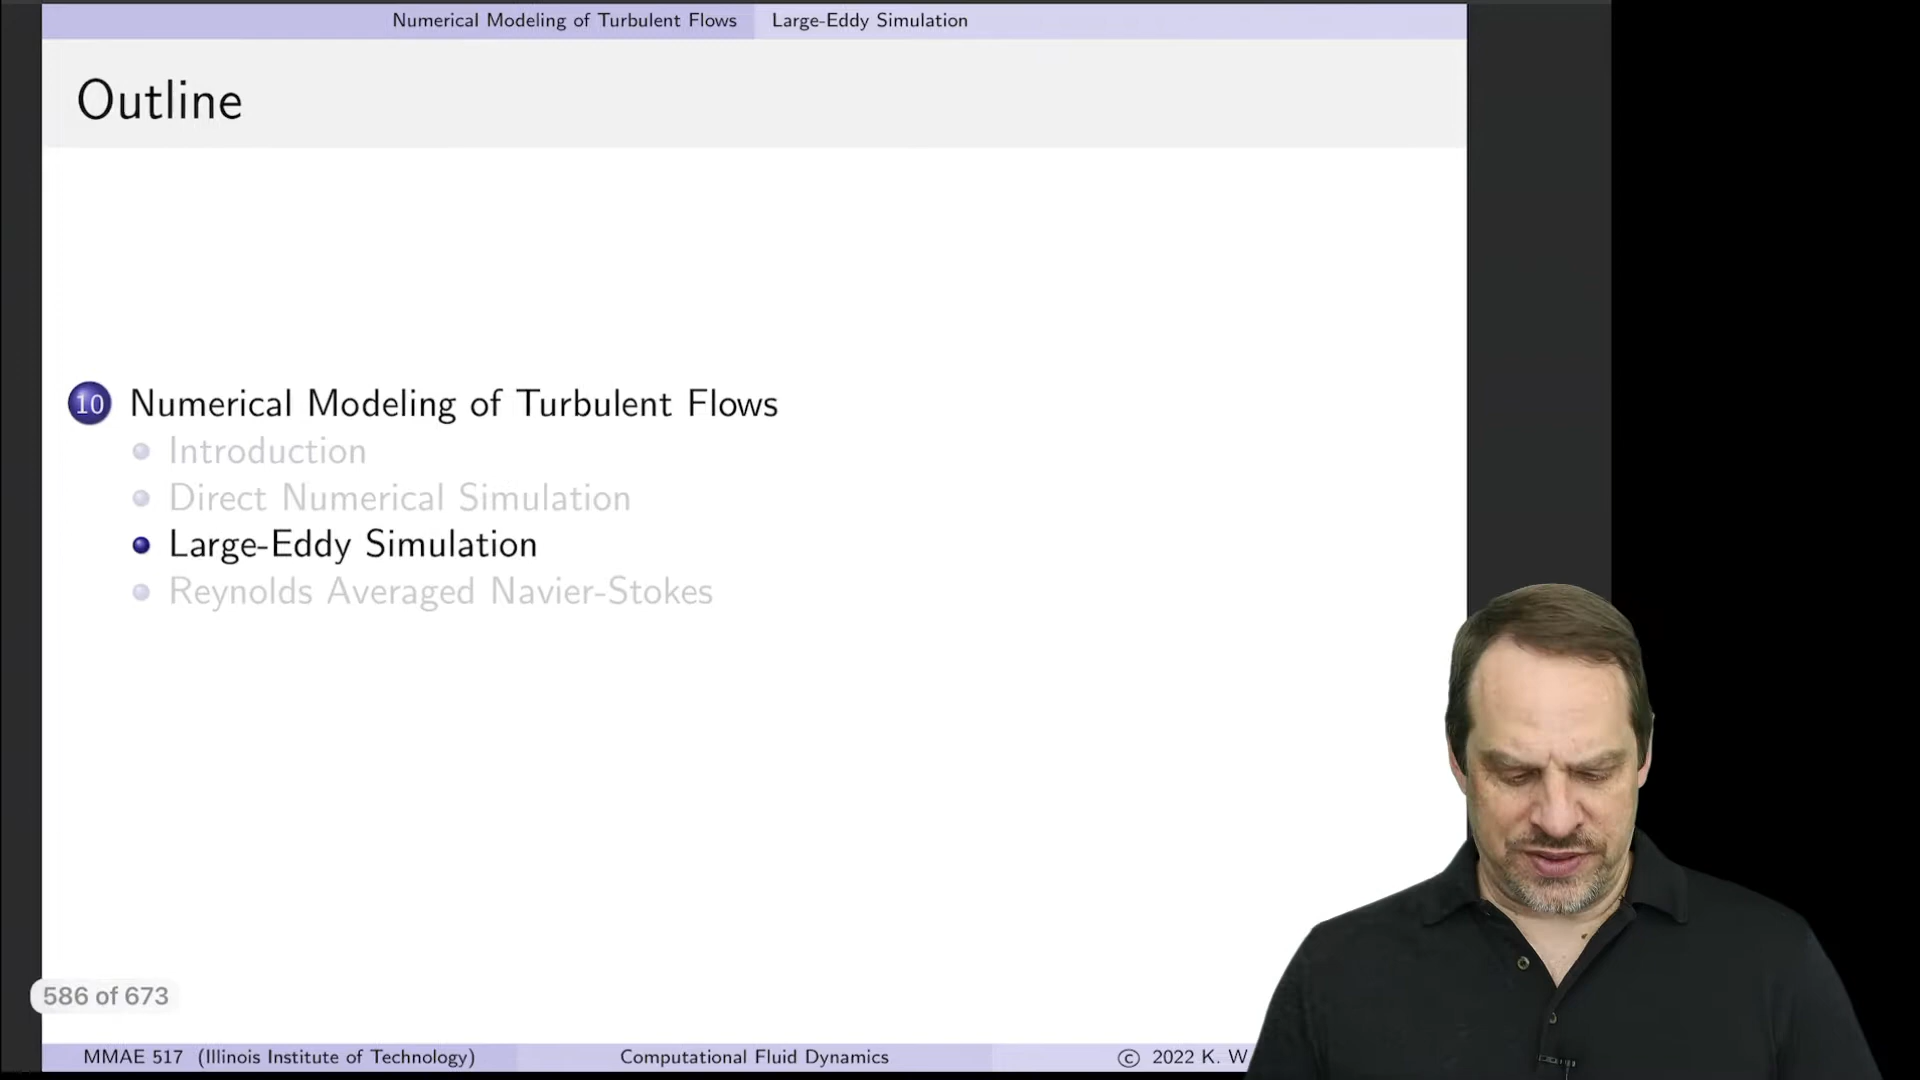 Numerical Modeling of Turbulent Flows Large-Eddy Simulation
Outline
10 Numerical Modeling of Turbulent Flows
Introduction
Direct Numerical Simulation
Large-Eddy Simulation
Reynolds Averaged Navier-Stokes
586 of 673
MMAE 517 (Illinois Institute of Technology) Computational Fluid Dynamics © 2022 K. W